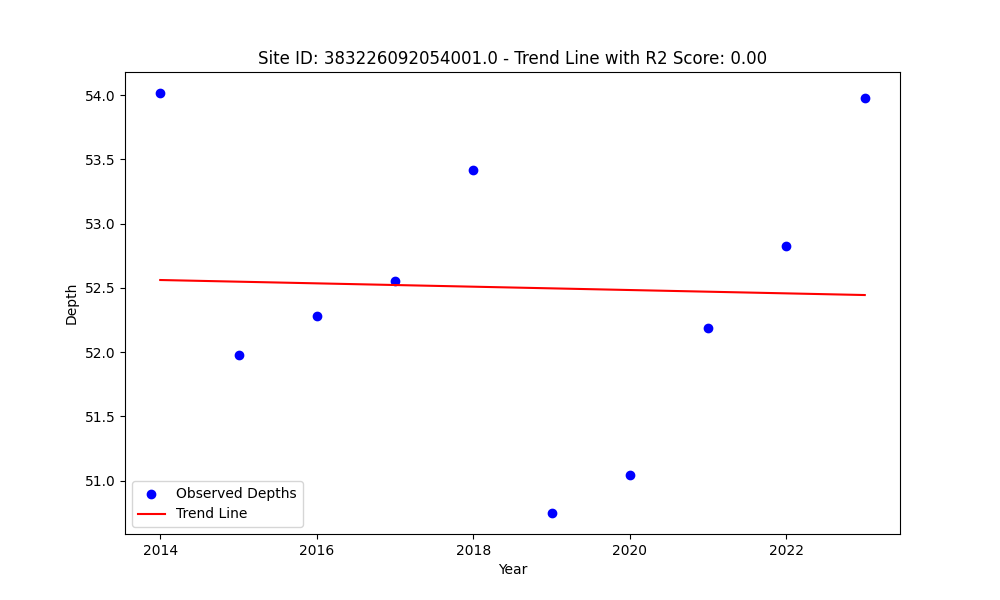 Site ID: 383226092054001.0 - Trend Line with R2 Score: 0.00
54.0
53.5
53.0
52.5
52.0
51.5
51.0
Depth
Observed Depths
Trend Line
2014 2016 2018 2020 2022
Year